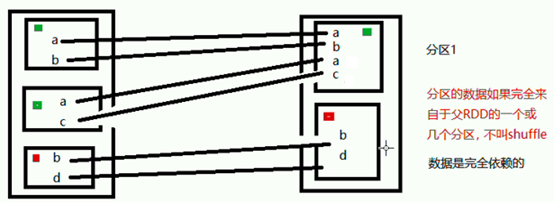 a
b
a
c
b
d
a
b
a
c
b
d
分区1
分区的数据如果完全来
自于父RDD的一个或
几个分区，不叫shuffle
数据是完全依赖的